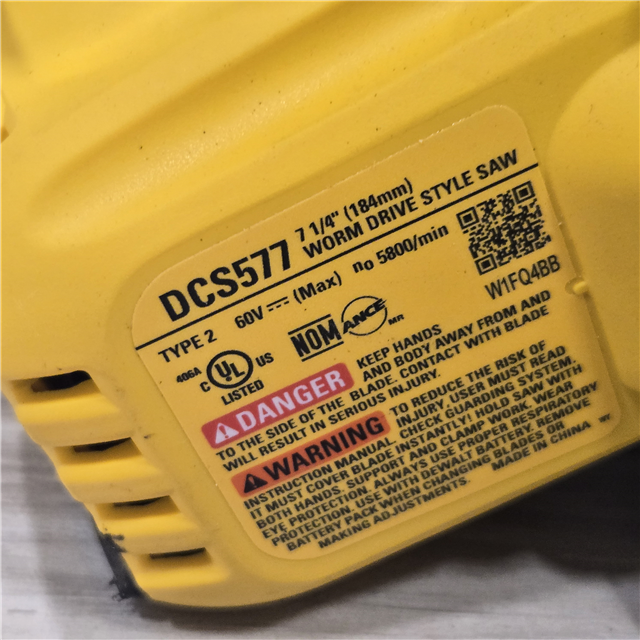 DCS577 7 1/4" (184mm)
WORM DRIVE STYLE SAW
TYPE 2 60V ⎓ (Max) no 5800/min
W1FQ4BB
406A C UL US
LISTED
NOM ANCE MR
DANGER KEEP HANDS
AND BODY AWAY FROM AND
TO THE SIDE OF THE BLADE. CONTACT WITH BLADE
WILL RESULT IN SERIOUS INJURY.
WARNING TO REDUCE THE RISK OF
INJURY, USER MUST READ
INSTRUCTION MANUAL. CHECK GUARDING SYSTEM.
IT MUST COVER BLADE INSTANTLY! HOLD SAW WITH
BOTH HANDS. SUPPORT AND CLAMP WORK. WEAR
YE PROTECTION. ALWAYS USE PROPER RESPIRATORY
PROTECTION. USE WITH DEWALT BATTERY. REMOVE
BATTERY PACK WHEN CHANGING BLADES OR
MAKING ADJUSTMENTS. MADE IN CHINA